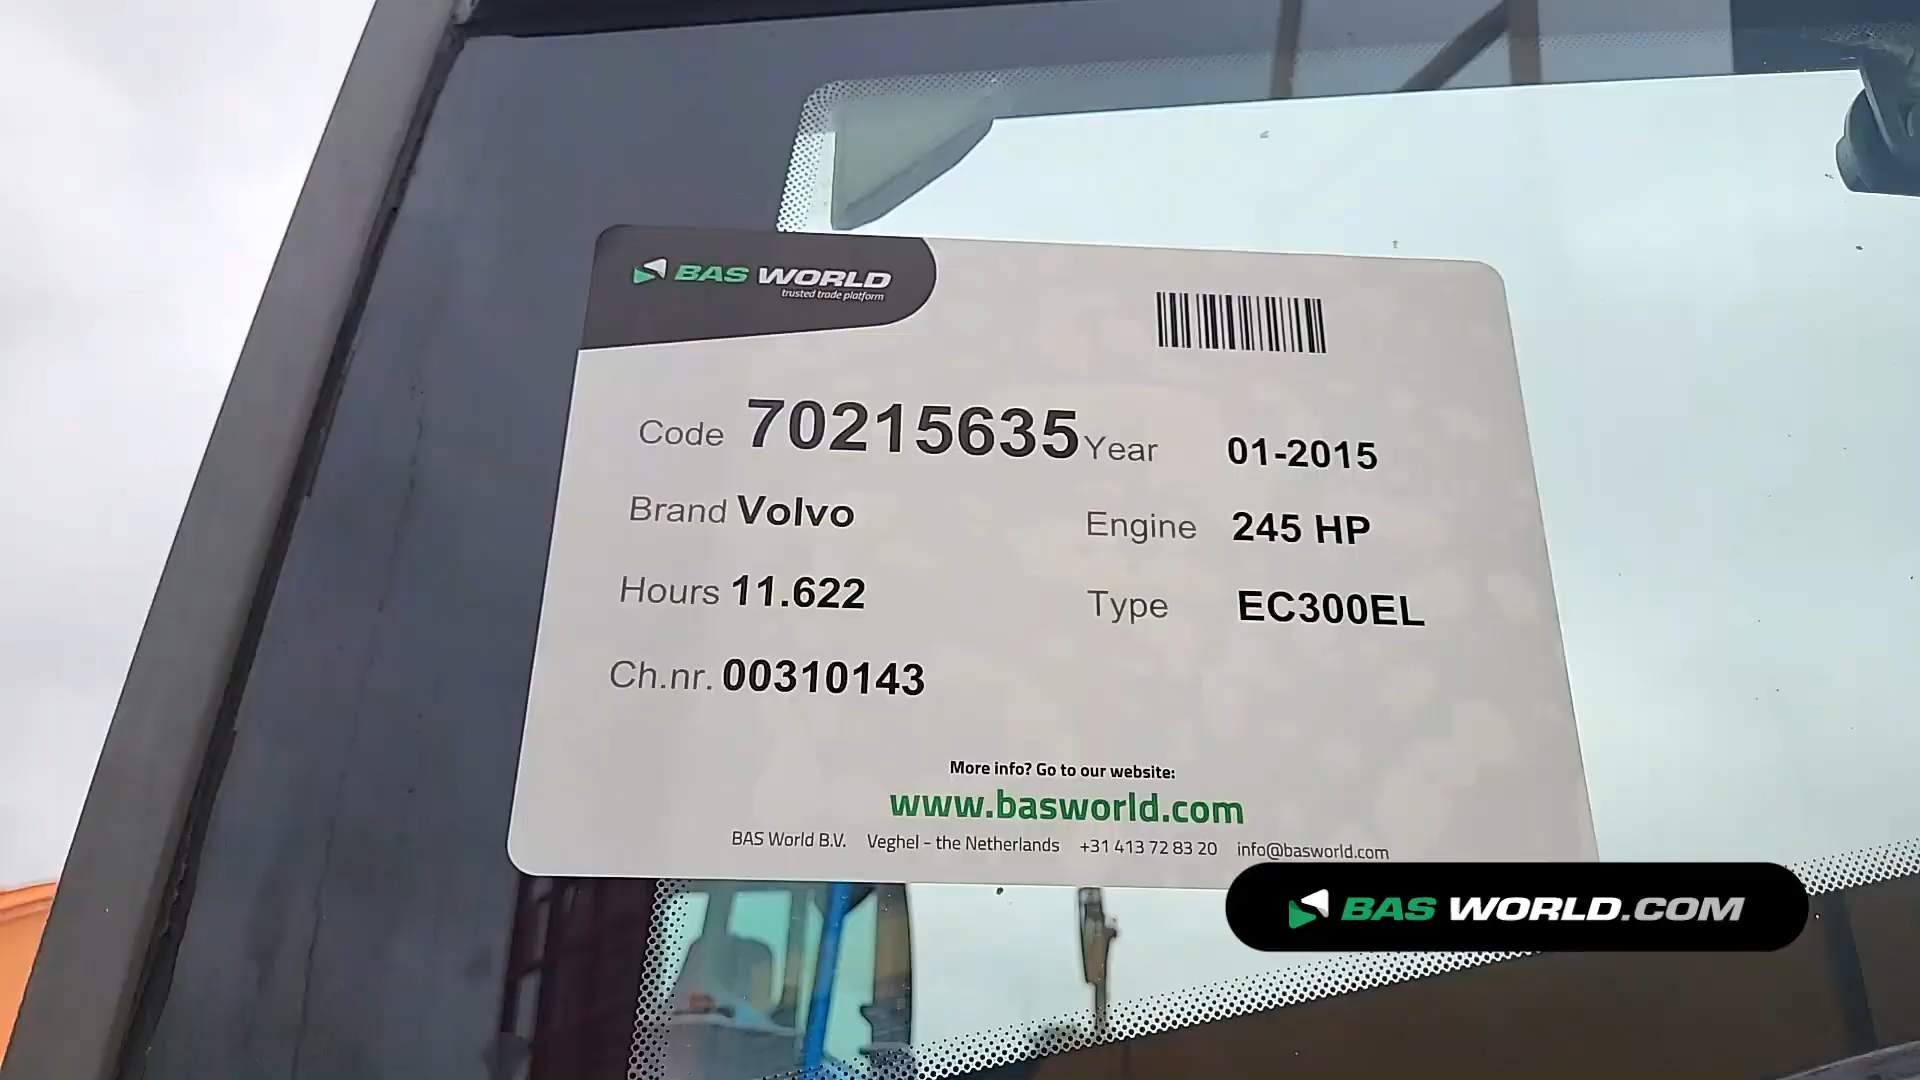 BAS WORLD
trusted trade platform
Code 70215635 Year 01-2015
Brand Volvo Engine 245 HP
Hours 11.622 Type EC300EL
Ch.nr. 00310143
More info? Go to our website:
www.basworld.com
BAS World B.V. Veghel - the Netherlands +31 413 72 83 20 info@basworld.com
BAS WORLD.COM